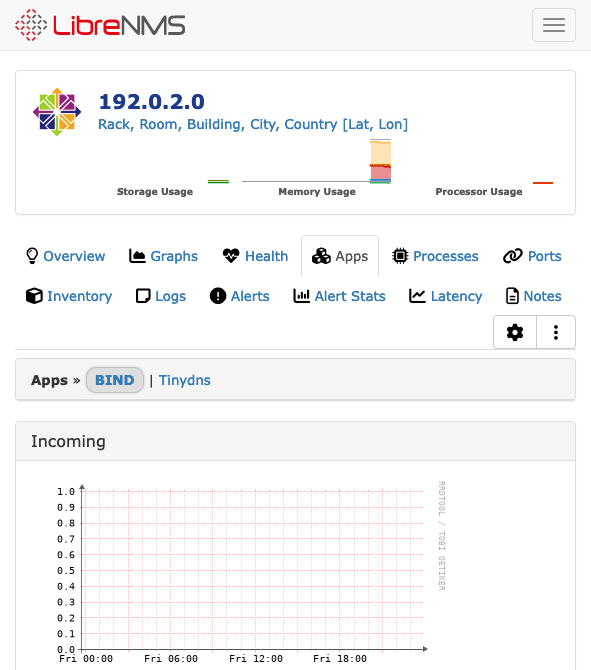 LibreNMS
192.0.2.0
Rack, Room, Building, City, Country [Lat, Lon]
Storage Usage Memory Usage Processor Usage
Overview Graphs Health Apps Processes Ports
Inventory Logs Alerts Alert Stats Latency Notes
Apps » BIND | Tinydns
Incoming
RRDTOOL / TOBI OETIKER
1.0
0.9
0.8
0.7
0.6
0.5
0.4
0.3
0.2
0.1
0.0
Fri 00:00 Fri 06:00 Fri 12:00 Fri 18:00